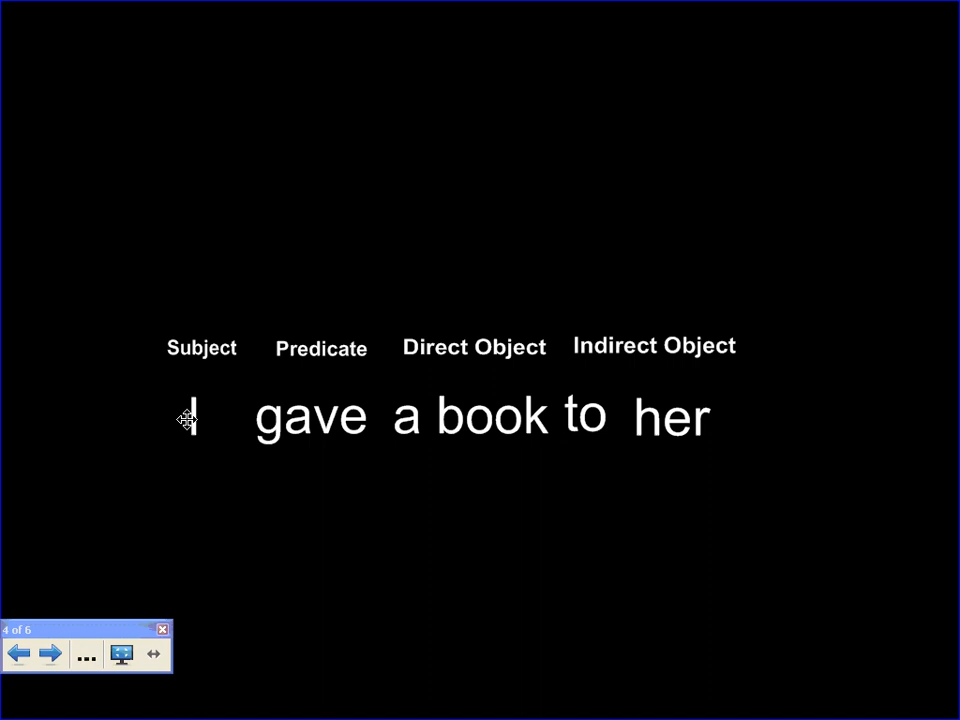 Subject Predicate Direct Object Indirect Object
I gave a book to her
4 of 6
...